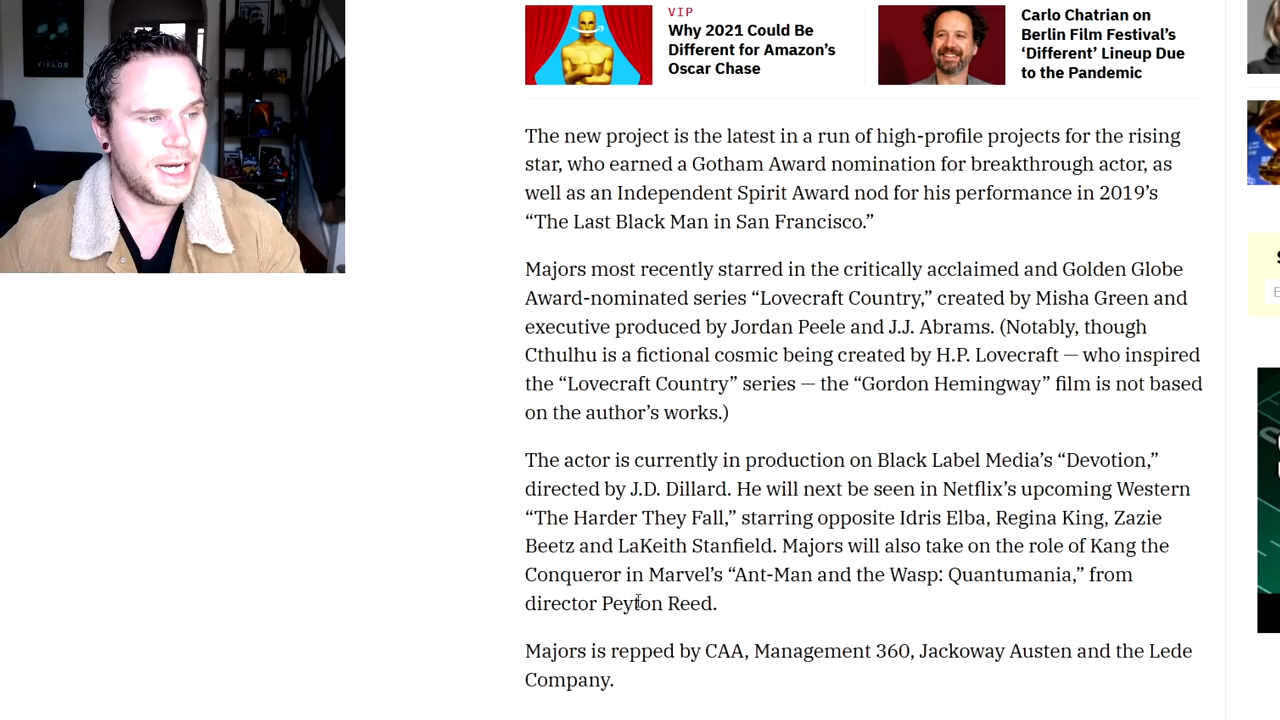 FIELDS
VIP
Why 2021 Could Be
Different for Amazon’s
Oscar Chase
Carlo Chatrian on
Berlin Film Festival’s
‘Different’ Lineup Due
to the Pandemic
The new project is the latest in a run of high-profile projects for the rising
star, who earned a Gotham Award nomination for breakthrough actor, as
well as an Independent Spirit Award nod for his performance in 2019’s
“The Last Black Man in San Francisco.”
Majors most recently starred in the critically acclaimed and Golden Globe
Award-nominated series “Lovecraft Country,” created by Misha Green and
executive produced by Jordan Peele and J.J. Abrams. (Notably, though
Cthulhu is a fictional cosmic being created by H.P. Lovecraft — who inspired
the “Lovecraft Country” series — the “Gordon Hemingway” film is not based
on the author’s works.)
The actor is currently in production on Black Label Media’s “Devotion,”
directed by J.D. Dillard. He will next be seen in Netflix’s upcoming Western
“The Harder They Fall,” starring opposite Idris Elba, Regina King, Zazie
Beetz and LaKeith Stanfield. Majors will also take on the role of Kang the
Conqueror in Marvel’s “Ant-Man and the Wasp: Quantumania,” from
director Peyton Reed.
Majors is repped by CAA, Management 360, Jackoway Austen and the Lede
Company.